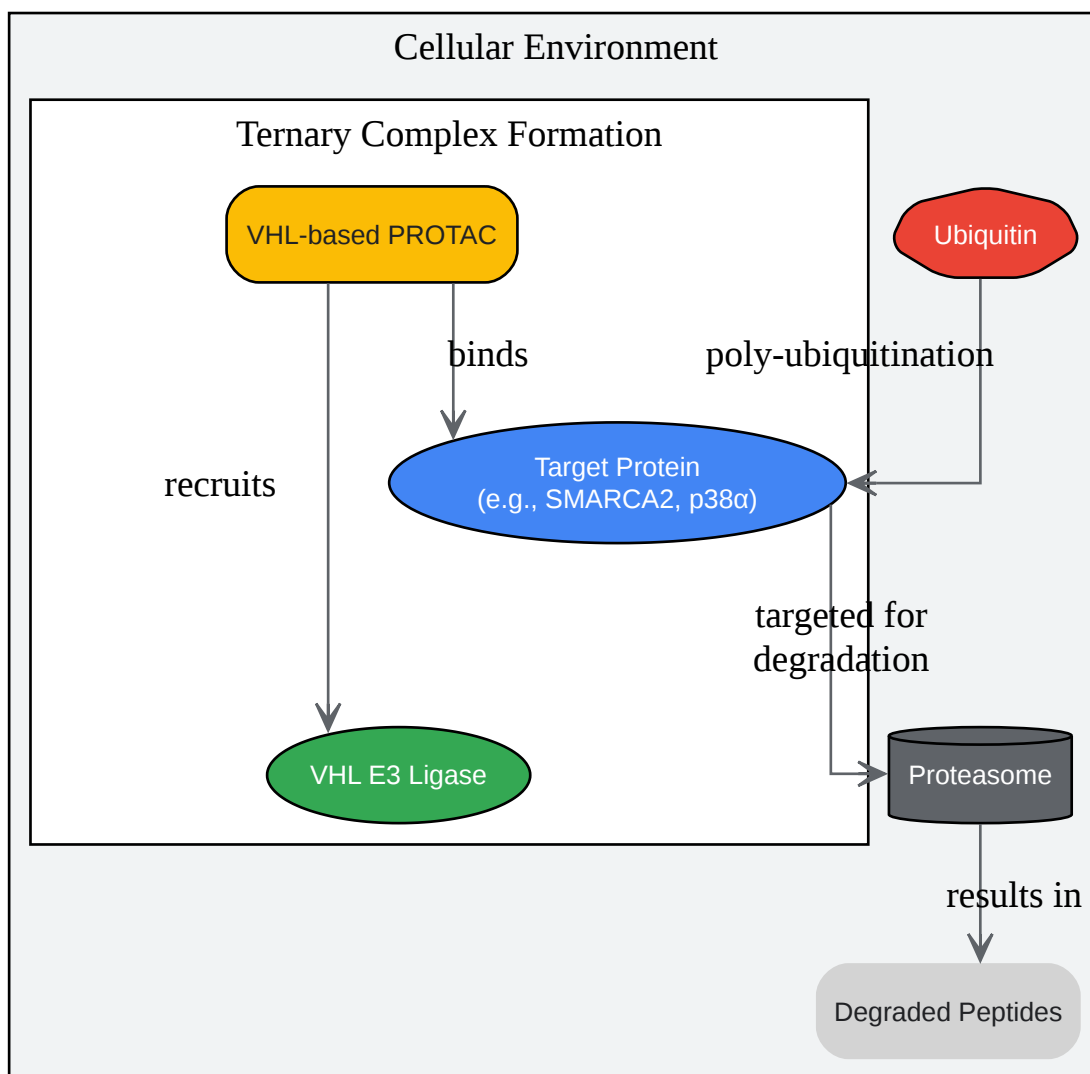 Cellular Environment
Ternary Complex Formation
VHL-based PROTAC
Ubiquitin
binds
poly-ubiquitination
recruits
Target Protein
(e.g., SMARCA2, p38α)
targeted for
degradation
VHL E3 Ligase
Proteasome
results in
Degraded Peptides